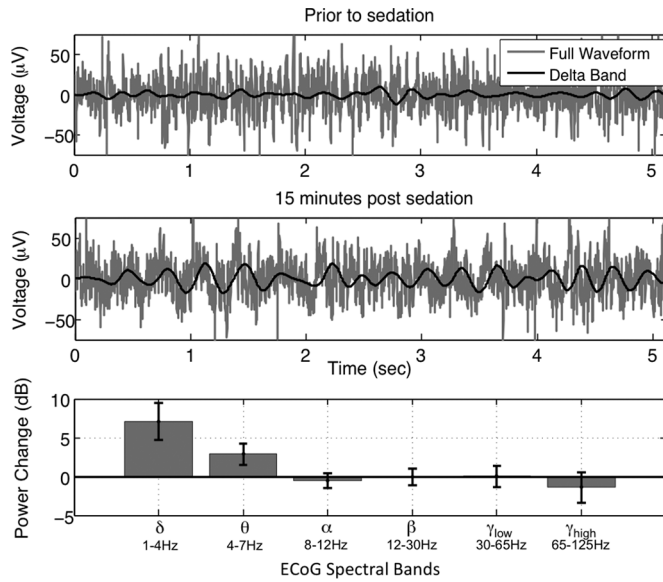 Prior to sedation
Voltage (μV)
50
0
−50
Full Waveform
Delta Band
0 1 2 3 4 5
15 minutes post sedation
Voltage (μV)
50
0
−50
0 1 2 3 4 5
Time (sec)
Power Change (dB)
10
5
0
−5
δ θ α β γlow γhigh
1-4Hz 4-7Hz 8-12Hz 12-30Hz 30-65Hz 65-125Hz
ECoG Spectral Bands